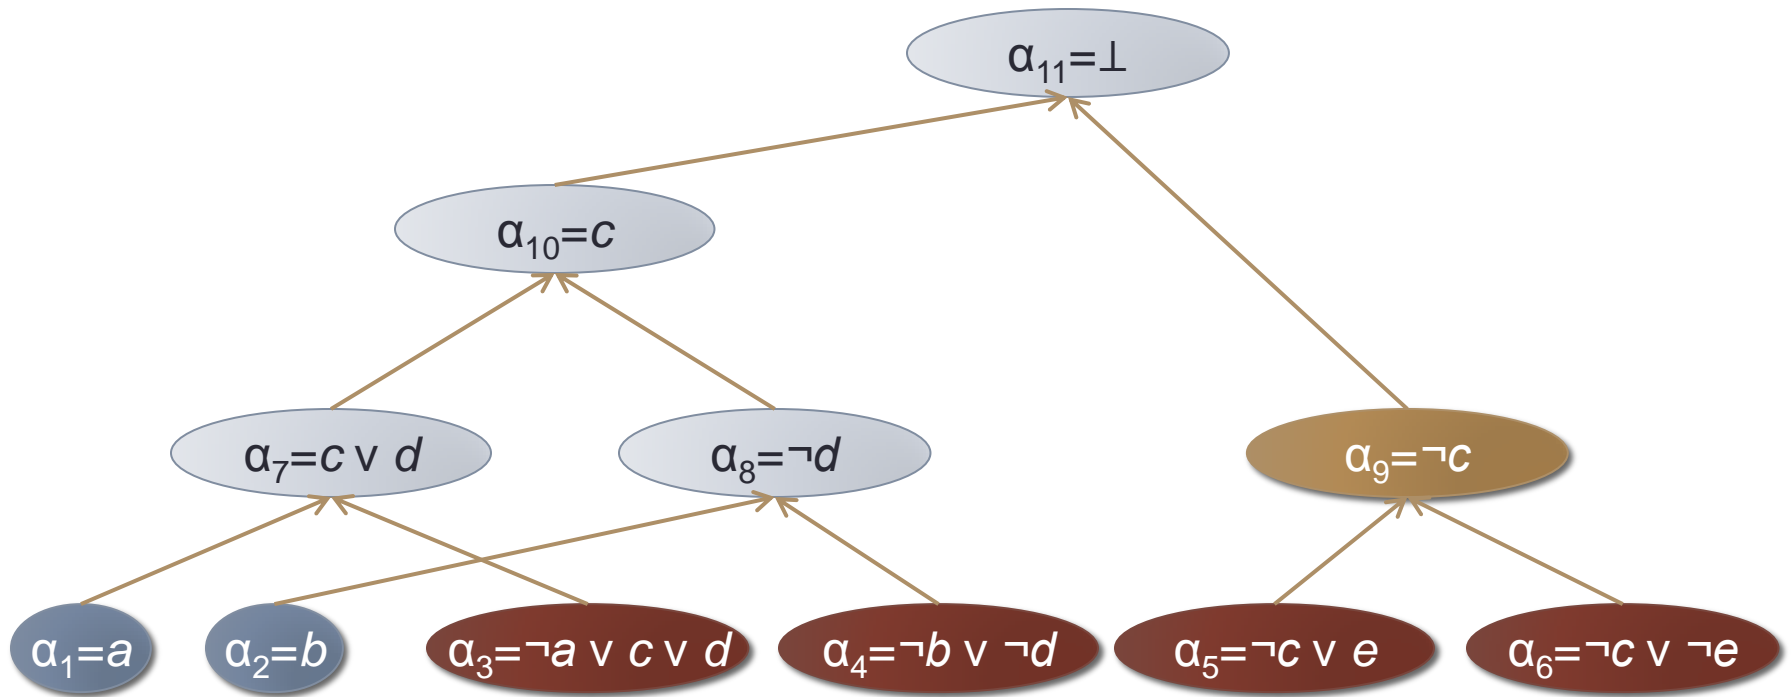 α₁₁=⊥
α₁₀=c
α₇=c ∨ d
α₈=¬d
α₉=¬c
α₁=a
α₂=b
α₃=¬a ∨ c ∨ d
α₄=¬b ∨ ¬d
α₅=¬c ∨ e
α₆=¬c ∨ ¬e